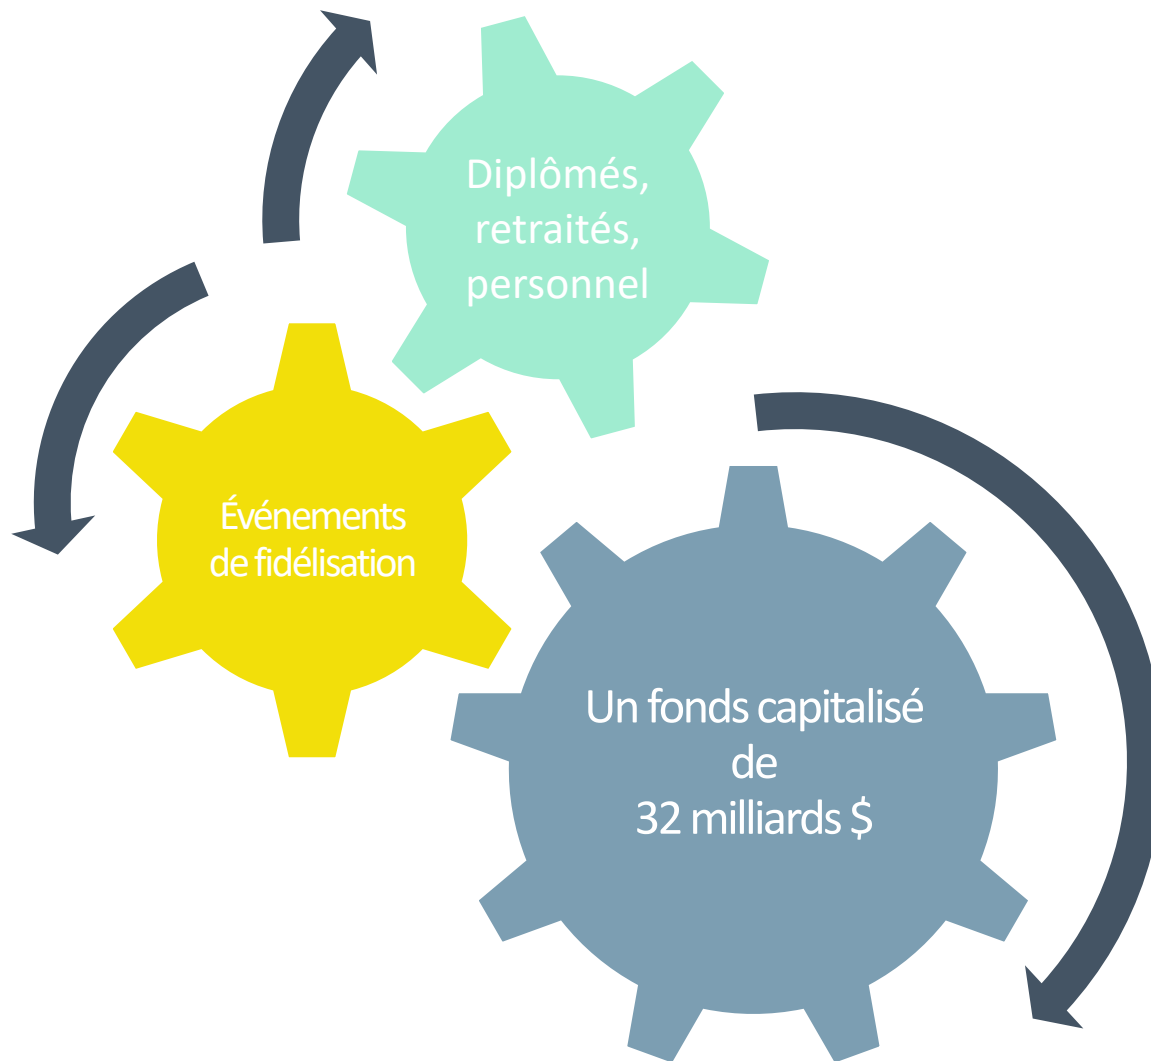 Diplômés,
retraités,
personnel
Événements
de fidélisation
Un fonds capitalisé
de
32 milliards $